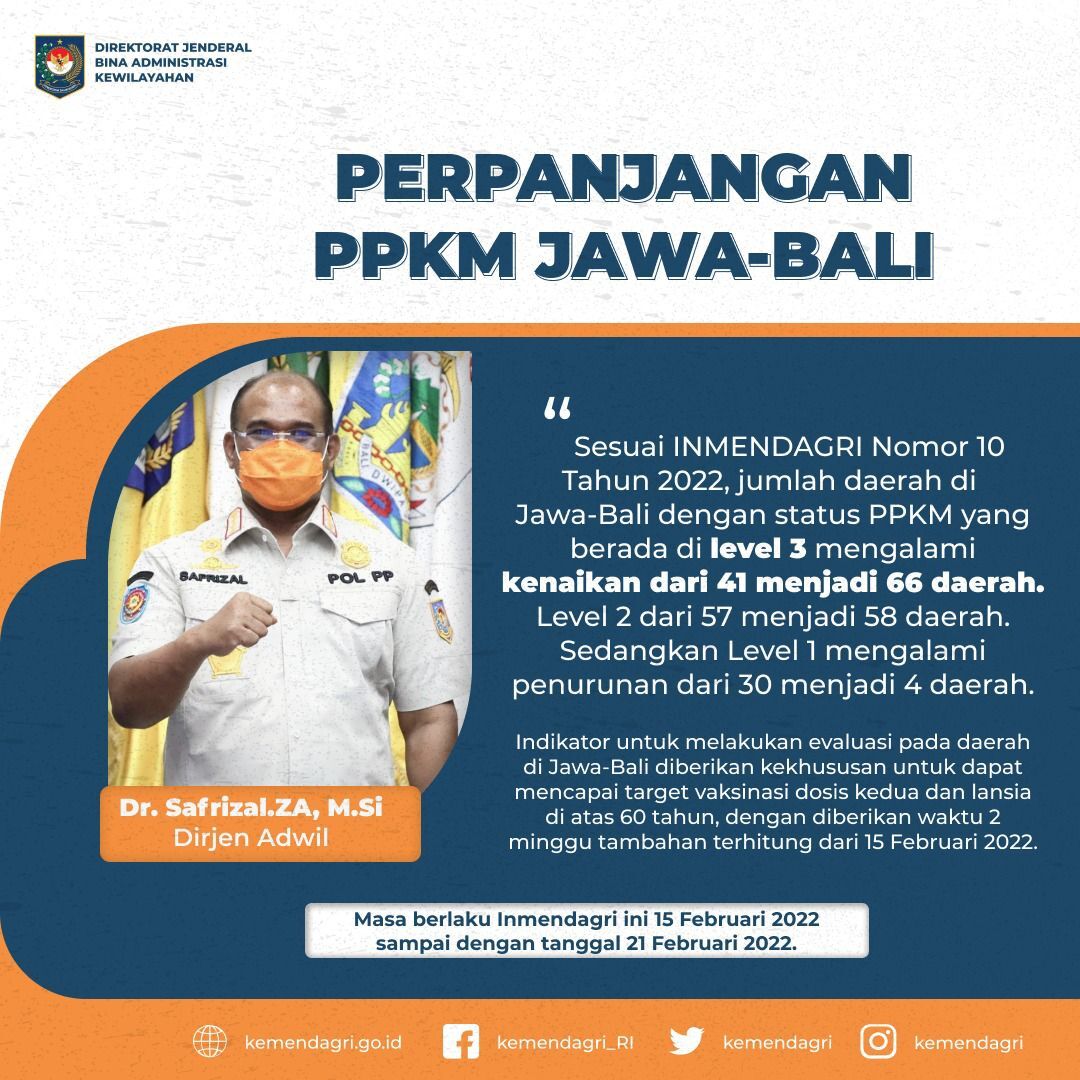 DIREKTORAT JENDERAL
BINA ADMINISTRASI
KEWILAYAHAN
PERPANJANGAN
PPKM JAWA-BALI
“
Sesuai INMENDAGRI Nomor 10
Tahun 2022, jumlah daerah di
Jawa-Bali dengan status PPKM yang
berada di level 3 mengalami
kenaikan dari 41 menjadi 66 daerah.
Level 2 dari 57 menjadi 58 daerah.
Sedangkan Level 1 mengalami
penurunan dari 30 menjadi 4 daerah.
Indikator untuk melakukan evaluasi pada daerah
di Jawa-Bali diberikan kekhususan untuk dapat
mencapai target vaksinasi dosis kedua dan lansia
di atas 60 tahun, dengan diberikan waktu 2
minggu tambahan terhitung dari 15 Februari 2022.
BALI DWIPA
SAFRIZAL
POL PP
Dr. Safrizal.ZA, M.Si
Dirjen Adwil
Masa berlaku Inmendagri ini 15 Februari 2022
sampai dengan tanggal 21 Februari 2022.
kemendagri.go.id
kemendagri_RI
kemendagri
kemendagri